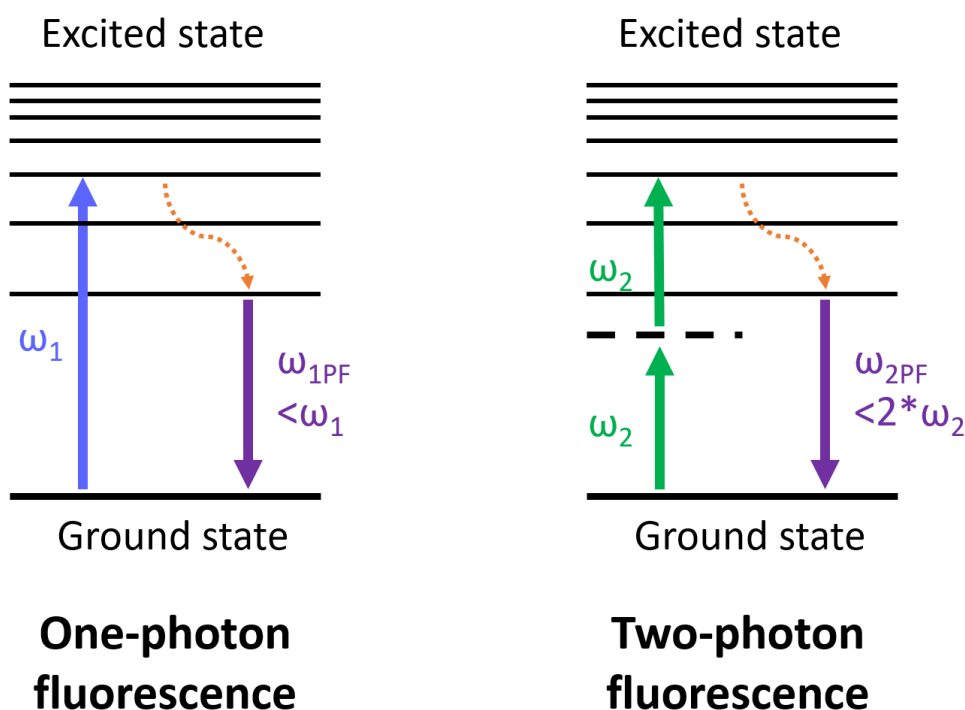 Excited state
ω₁
ω₁PF
<ω₁
Ground state
One-photon
fluorescence
Excited state
ω₂
ω₂
ω₂PF
<2*ω₂
Ground state
Two-photon
fluorescence